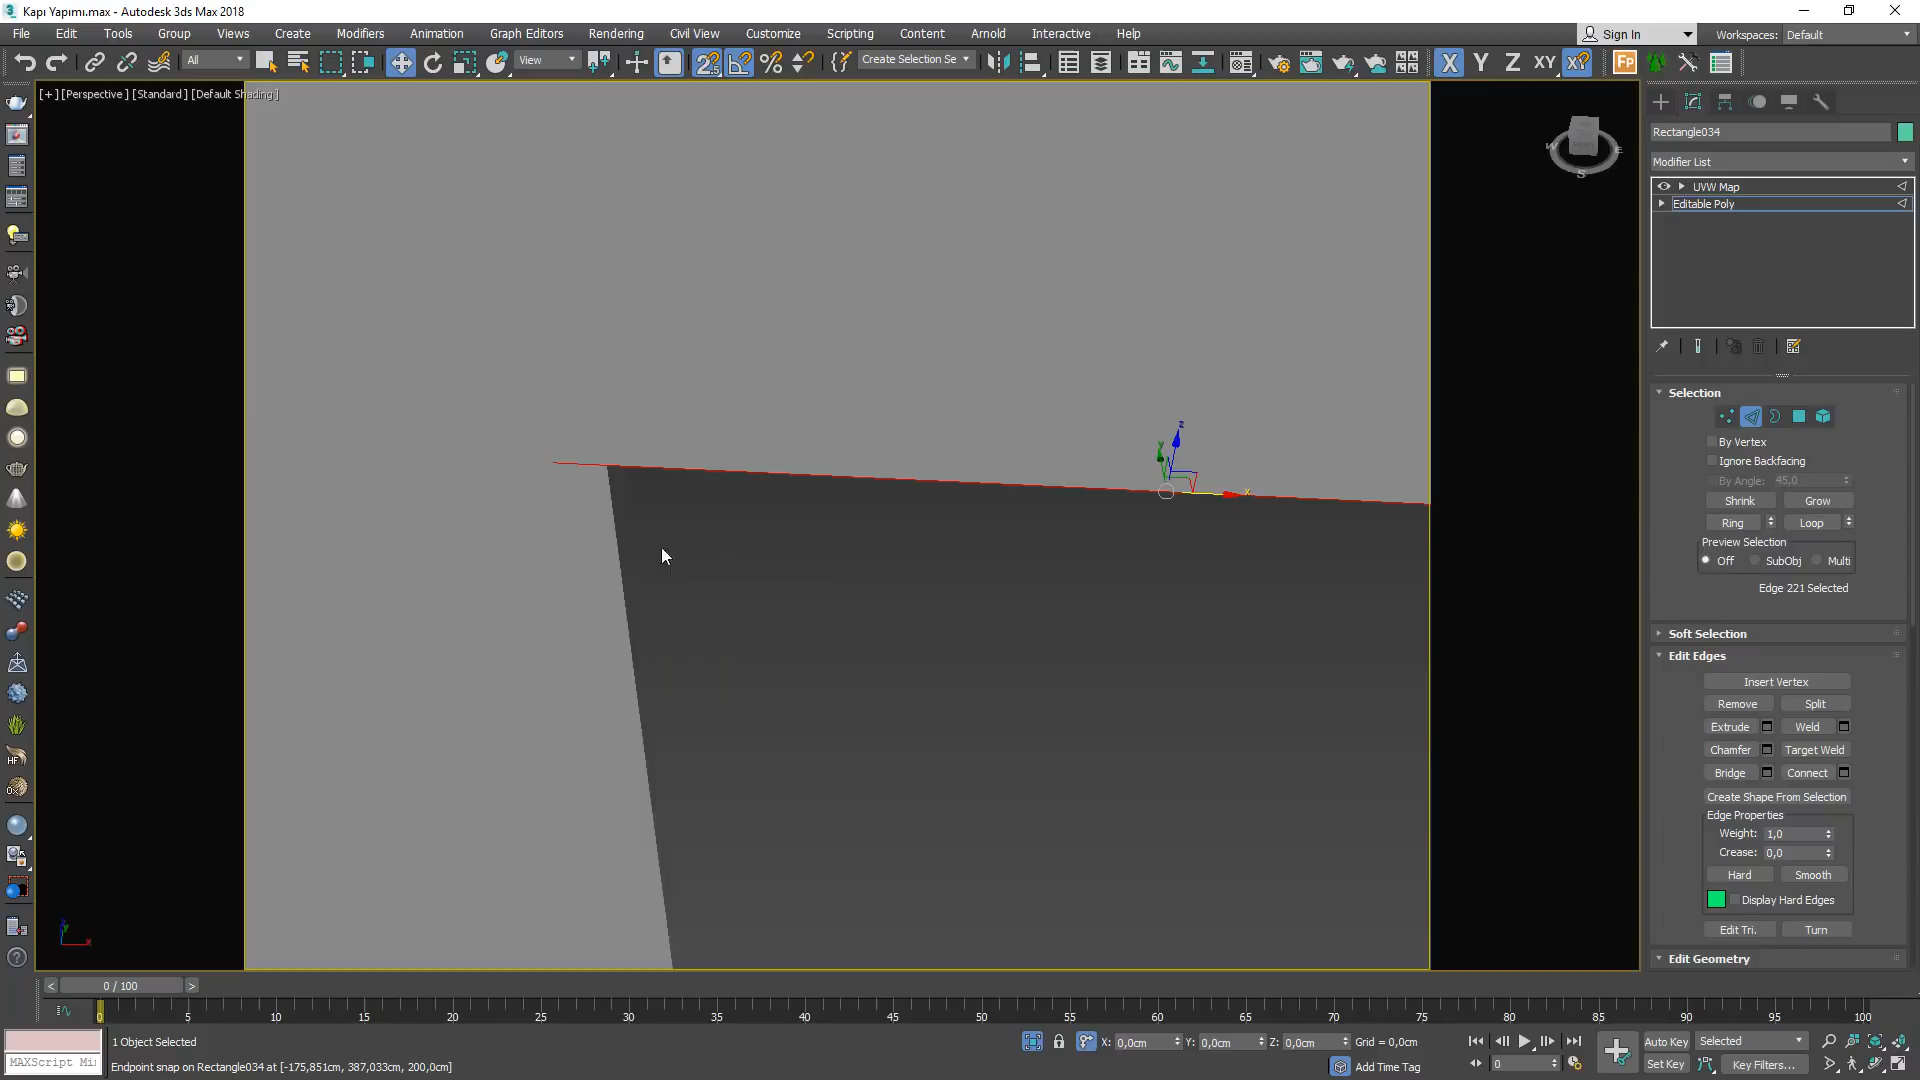 Kapı Yapımı.max - Autodesk 3ds Max 2018
File Edit Tools Group Views Create Modifiers Animation Graph Editors Rendering Civil View Customize Scripting Content Arnold Interactive Help
Sign In
Workspaces: Default
All
View
Create Selection Se
X Y Z XY
[+] [Perspective] [Standard] [Default Shading]
Rectangle034
Modifier List
UVW Map
Editable Poly
Selection
By Vertex
Ignore Backfacing
By Angle: 45,0
Shrink Grow
Ring Loop
Preview Selection
Off SubObj Multi
Edge 221 Selected
Soft Selection
Edit Edges
Insert Vertex
Remove Split
Extrude Weld
Chamfer Target Weld
Bridge Connect
Create Shape From Selection
Edge Properties
Weight: 1,0
Crease: 0,0
Hard Smooth
Display Hard Edges
Edit Tri. Turn
Edit Geometry
0 / 100
0 5 10 15 20 25 30 35 40 45 50 55 60 65 70 75 80 85 90 95 100
1 Object Selected
X: 0,0cm Y: 0,0cm Z: 0,0cm Grid = 0,0cm
Auto Key Selected
MAXScript Mi
Endpoint snap on Rectangle034 at [-175,851cm, 387,033cm, 200,0cm]
Add Time Tag
0
Set Key Key Filters...